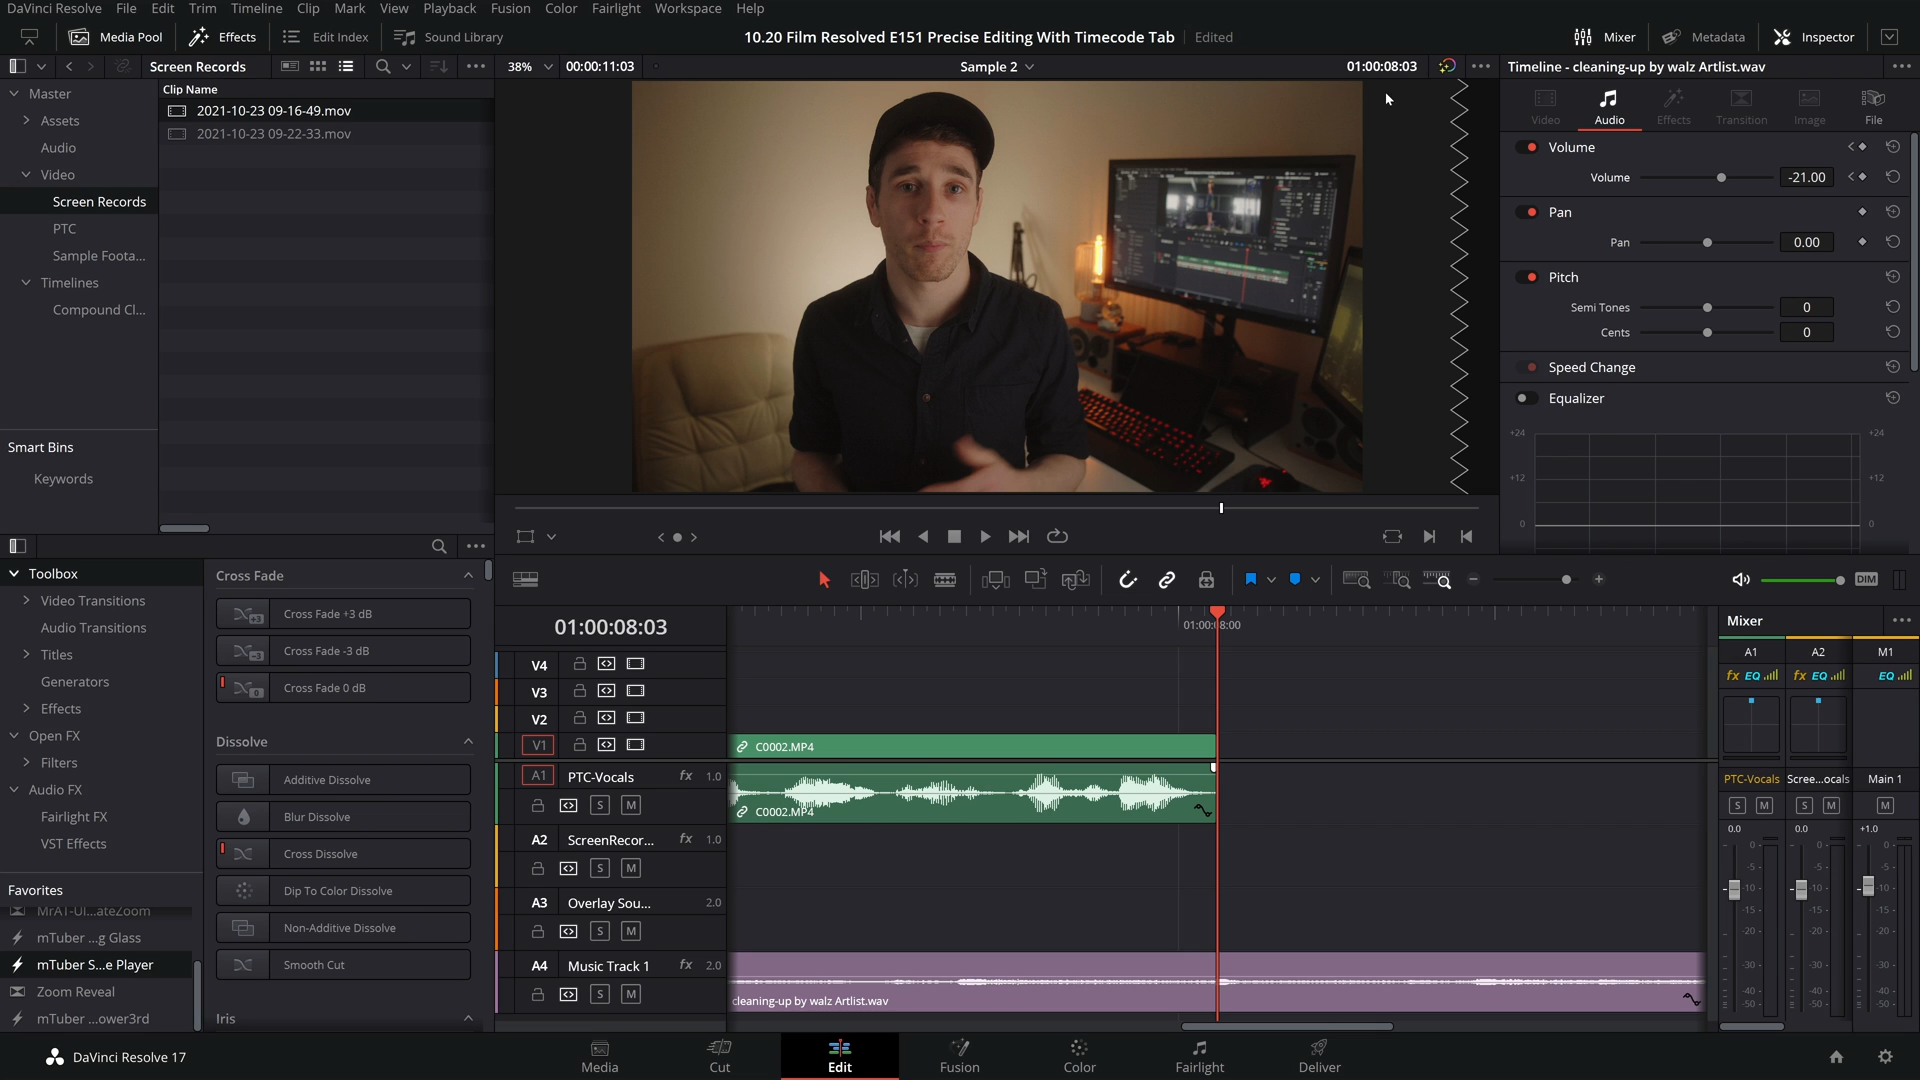 DaVinci Resolve File Edit Trim Timeline Clip Mark View Playback Fusion Color Fairlight Workspace Help
Media Pool Effects Edit Index Sound Library 10.20 Film Resolved E151 Precise Editing With Timecode Tab Edited Mixer Metadata Inspector
Screen Records 38% 00:00:11:03 Sample 2 01:00:08:03 Timeline - cleaning-up by walz Artlist.wav
Master
Assets
Audio
Video
Screen Records
PTC
Sample Foota...
Timelines
Compound Cl...
Smart Bins
Keywords
Clip Name
2021-10-23 09-16-49.mov
2021-10-23 09-22-33.mov
Video Audio Effects Transition Image File
Volume
Volume -21.00
Pan
Pan 0.00
Pitch
Semi Tones 0
Cents 0
Speed Change
Equalizer
+24 +24
+12 +12
0 0
Toolbox
Video Transitions
Audio Transitions
Titles
Generators
Effects
Open FX
Filters
Audio FX
Fairlight FX
VST Effects
Favorites
MrAT-Ul...ateZoom
mTuber ...g Glass
mTuber S...e Player
Zoom Reveal
mTuber ...ower3rd
Cross Fade
+3 Cross Fade +3 dB
-3 Cross Fade -3 dB
0 Cross Fade 0 dB
Dissolve
Additive Dissolve
Blur Dissolve
Cross Dissolve
Dip To Color Dissolve
Non-Additive Dissolve
Smooth Cut
Iris
DIM
01:00:08:03
01:00:08:00
V4
V3
V2
V1 C0002.MP4
A1 PTC-Vocals fx 1.0
S M C0002.MP4
A2 ScreenRecor... fx 1.0
S M
A3 Overlay Sou... 2.0
S M
A4 Music Track 1 fx 2.0
S M cleaning-up by walz Artlist.wav
Mixer
A1 A2 M1
fx EQ fx EQ EQ
PTC-Vocals Scree...ocals Main 1
S M S M M
0.0 0.0 +1.0
0 0 0
-10 -10 -10
-15 -15 -15
-20 -20 -20
-30 -30 -30
-40 -40 -40
-50 -50 -50
DaVinci Resolve 17 Media Cut Edit Fusion Color Fairlight Deliver